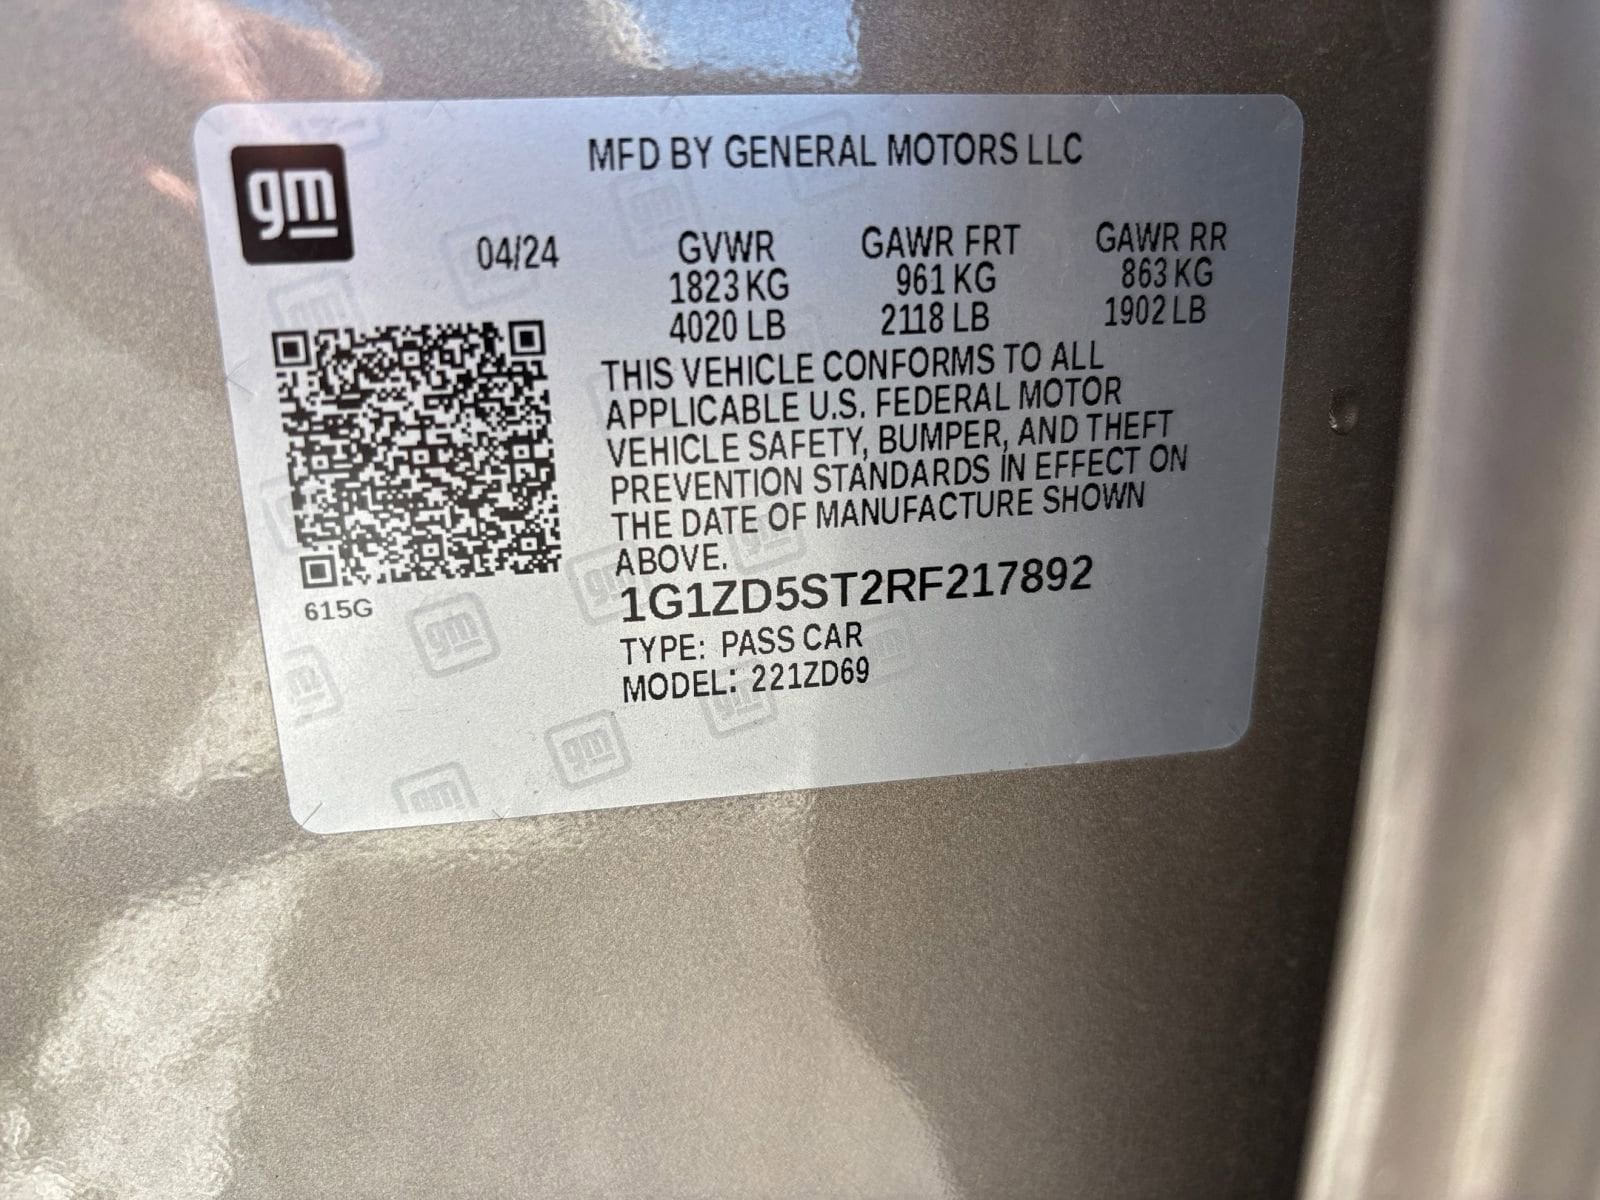 gm
MFD BY GENERAL MOTORS LLC
04/24
GVWR GAWR FRT GAWR RR
1823 KG 961 KG 863 KG
4020 LB 2118 LB 1902 LB
THIS VEHICLE CONFORMS TO ALL
APPLICABLE U.S. FEDERAL MOTOR
VEHICLE SAFETY, BUMPER, AND THEFT
PREVENTION STANDARDS IN EFFECT ON
THE DATE OF MANUFACTURE SHOWN
ABOVE.
1G1ZD5ST2RF217892
TYPE: PASS CAR
MODEL: 221ZD69
615G